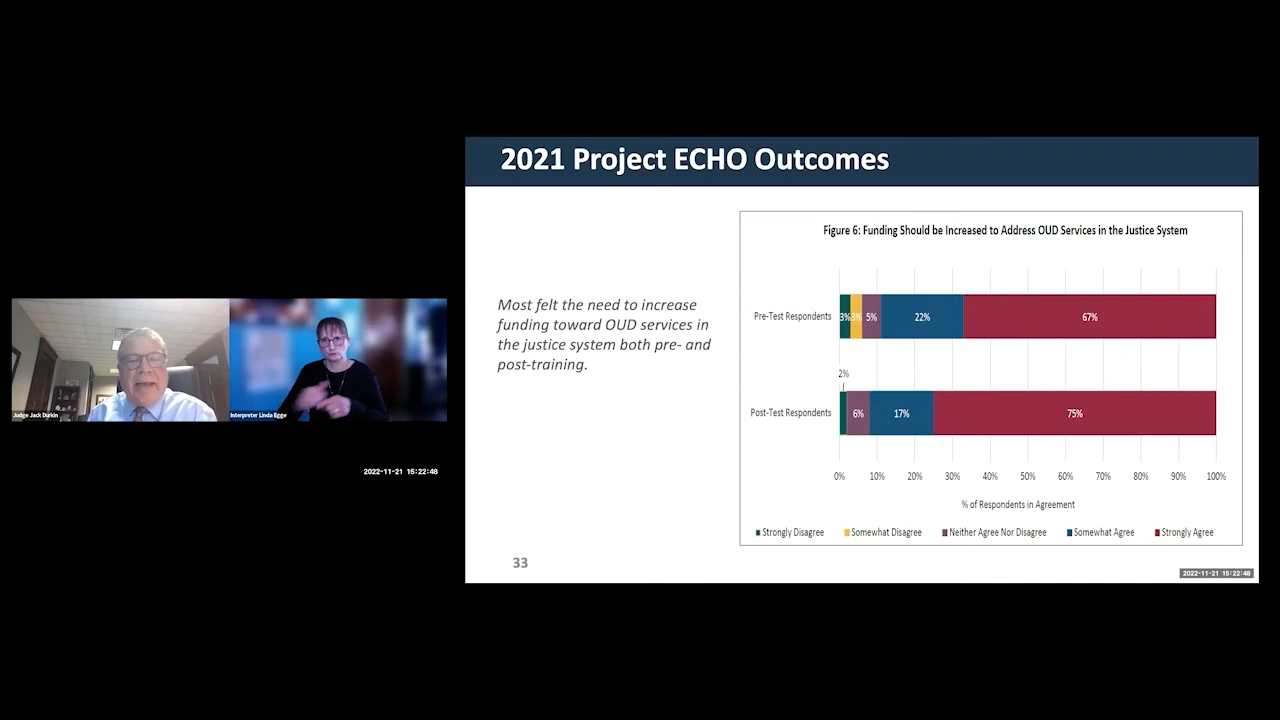 2021 Project ECHO Outcomes
Most felt the need to increase
funding toward OUD services in
the justice system both pre- and
post-training.
Figure 6: Funding Should be Increased to Address OUD Services in the Justice System
Pre-Test Respondents
3%
3%
5%
22%
67%
2%
Post-Test Respondents
6%
17%
75%
0% 10% 20% 30% 40% 50% 60% 70% 80% 90% 100%
% of Respondents in Agreement
Strongly Disagree Somewhat Disagree Neither Agree Nor Disagree Somewhat Agree Strongly Agree
33
2022-11-21 15:22:48
Judge Jack Durkin
Interpreter Linda Egge
2022-11-21 15:22:48